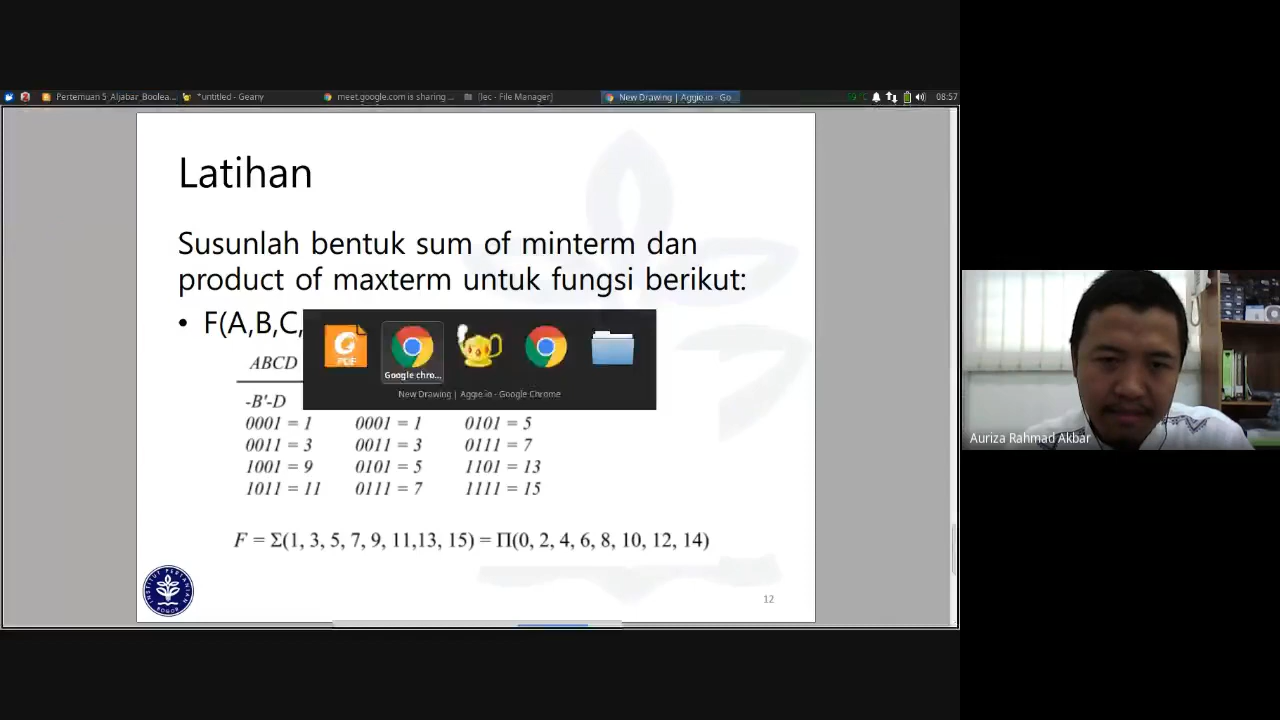 Pertemuan 5_Aljabar_Boolea... *untitled - Geany meet.google.com is sharing ... [lec - File Manager] New Drawing | Aggie.io - Go... 08:57
Latihan
Susunlah bentuk sum of minterm dan
product of maxterm untuk fungsi berikut:
• F(A,B,C,
ABCD
Google chro...
New Drawing | Aggie.io - Google Chrome
-B'-D
0001 = 1 0001 = 1 0101 = 5
0011 = 3 0011 = 3 0111 = 7
1001 = 9 0101 = 5 1101 = 13
1011 = 11 0111 = 7 1111 = 15
F = Σ(1, 3, 5, 7, 9, 11,13, 15) = Π(0, 2, 4, 6, 8, 10, 12, 14)
INSTITUT PERTANIAN
BOGOR
12
Auriza Rahmad Akbar
PDF